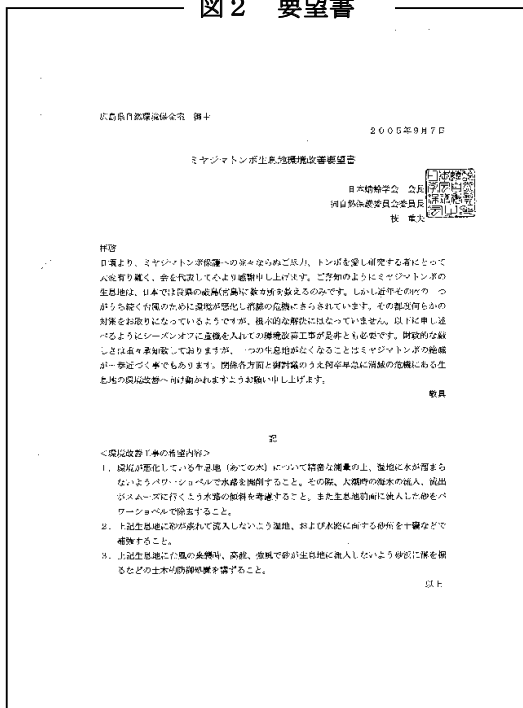 図2　要望書
広島県自然環境保全室　御中
2005年9月7日
ミヤジマトンボ生息地環境改善要望書
日本蜻蛉学会　会長
同自然保護委員会委員長
枝　重夫
拝啓
日頃より、ミヤジマトンボ保護への並々ならぬご尽力、トンボを愛し研究する者にとって
大変有り難く、会を代表して心より感謝申し上げます。ご存知のようにミヤジマトンボの
生息地は、日本では貴県の厳島(宮島)に数カ所を数えるのみです。しかし近年その内の一つ
がうち続く台風のために環境が悪化し消滅の危機にさらされています。その都度何らかの
対策をお取りになっているようですが、根本的な解決にはなっていません。以下に申し述
べるようにシーズンオフに重機を入れての環境改善工事が是非とも必要です。財政的な厳
しさは重々承知致しておりますが、一つの生息地がなくなることはミヤジマトンボの絶滅
が一歩近づく事でもあります。関係各方面と御討議のうえ何卒早急に消滅の危機にある生
息地の環境改善へ向け動かれますようお願い申し上げます。
敬具
記
＜環境改善工事の希望内容＞
1．環境が悪化している生息地（あての木）について精密な測量の上、湿地に水が溜まら
ないようパワーショベルで水路を開削すること。その際、大潮時の海水の流入、流出
がスムーズに行くよう水路の傾斜を考慮すること。また生息地前面に流入した砂をパ
ワーショベルで除去すること。
2．上記生息地に砂が崩れて流入しないよう湿地、および水路に面する砂州を土嚢などで
補強すること。
3．上記生息地に台風の来襲時、高波、強風で砂が生息地に流入しないよう砂浜に溝を掘
るなどの土木的防御処置を講ずること。
以上